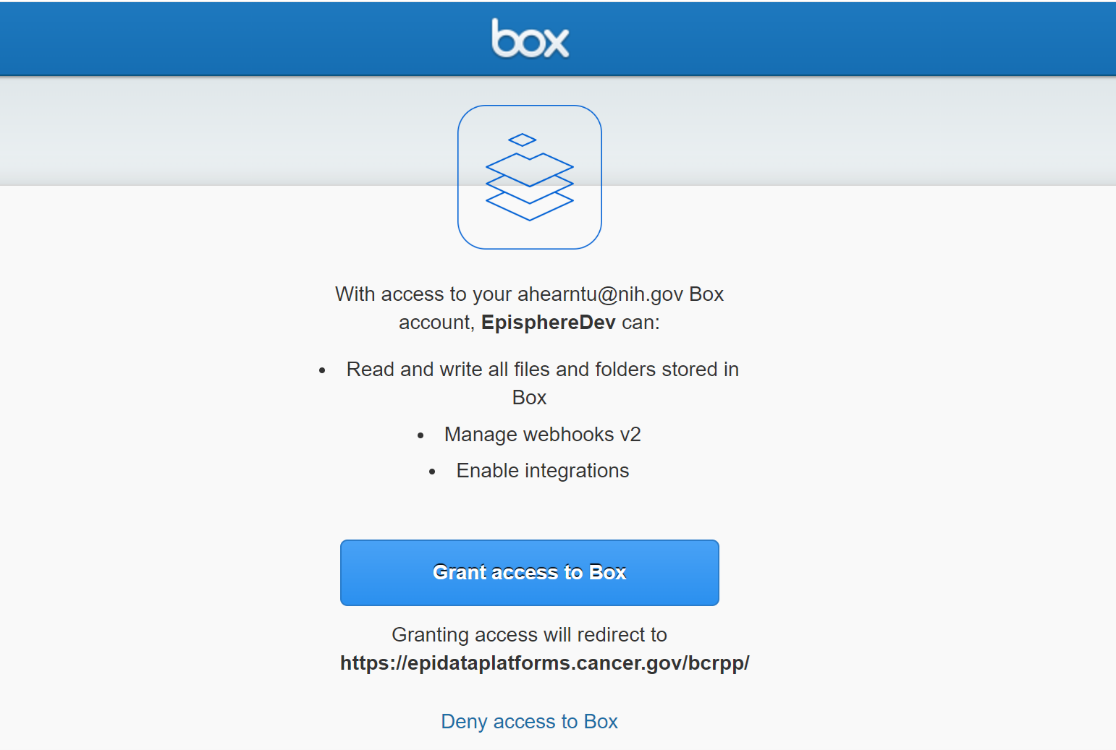 box
With access to your ahearntu@nih.gov Box
account, EpisphereDev can:
• Read and write all files and folders stored in
Box
• Manage webhooks v2
• Enable integrations
Grant access to Box
Granting access will redirect to
https://epidataplatforms.cancer.gov/bcrpp/
Deny access to Box